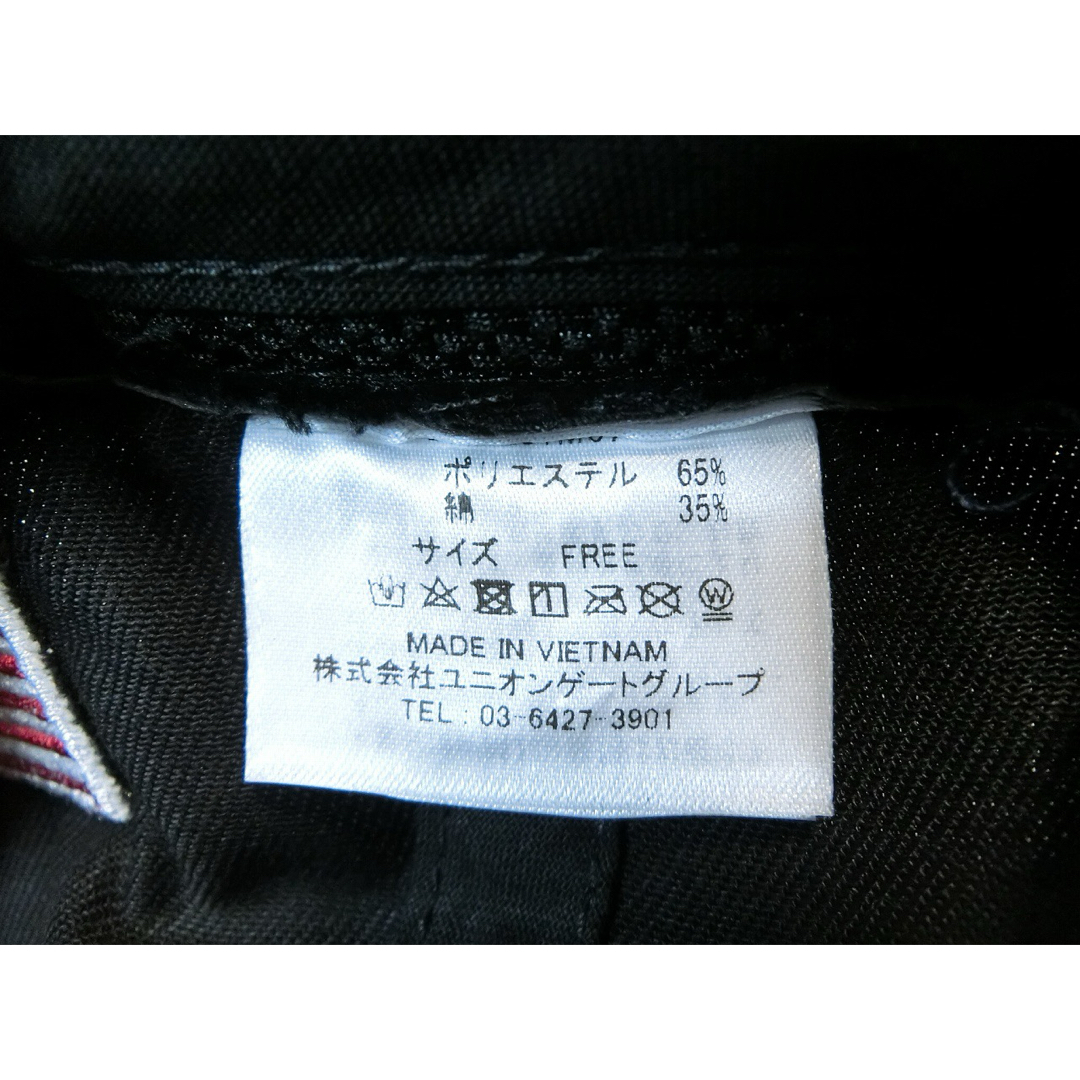 ポリエステル 65%
綿 35%
サイズ FREE
W
MADE IN VIETNAM
株式会社ユニオンゲートグループ
TEL : 03-6427-3901